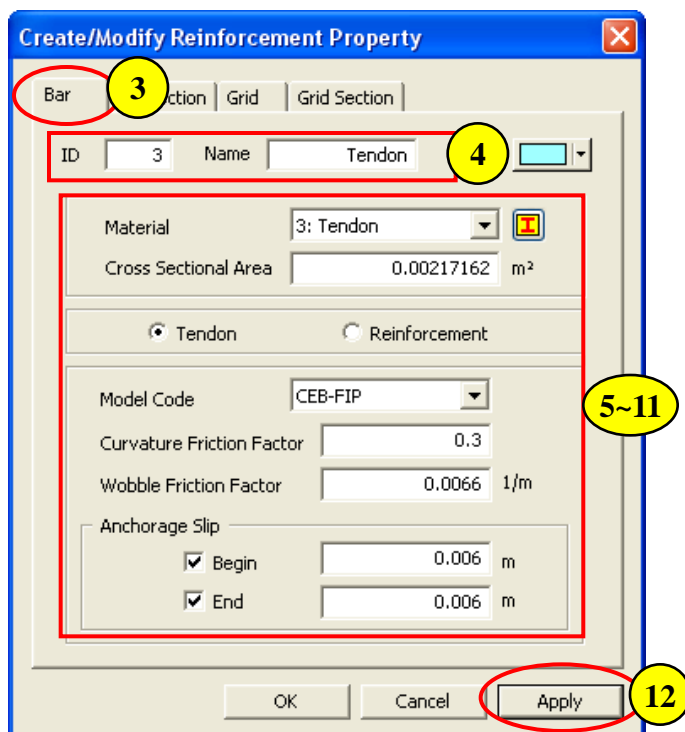 Create/Modify Reinforcement Property
Bar 3 ction Grid Grid Section
ID 3 Name Tendon 4
Material 3: Tendon
Cross Sectional Area 0.00217162 m²
Tendon Reinforcement
Model Code CEB-FIP
5~11
Curvature Friction Factor 0.3
Wobble Friction Factor 0.0066 1/m
Anchorage Slip
Begin 0.006 m
End 0.006 m
OK Cancel Apply 12